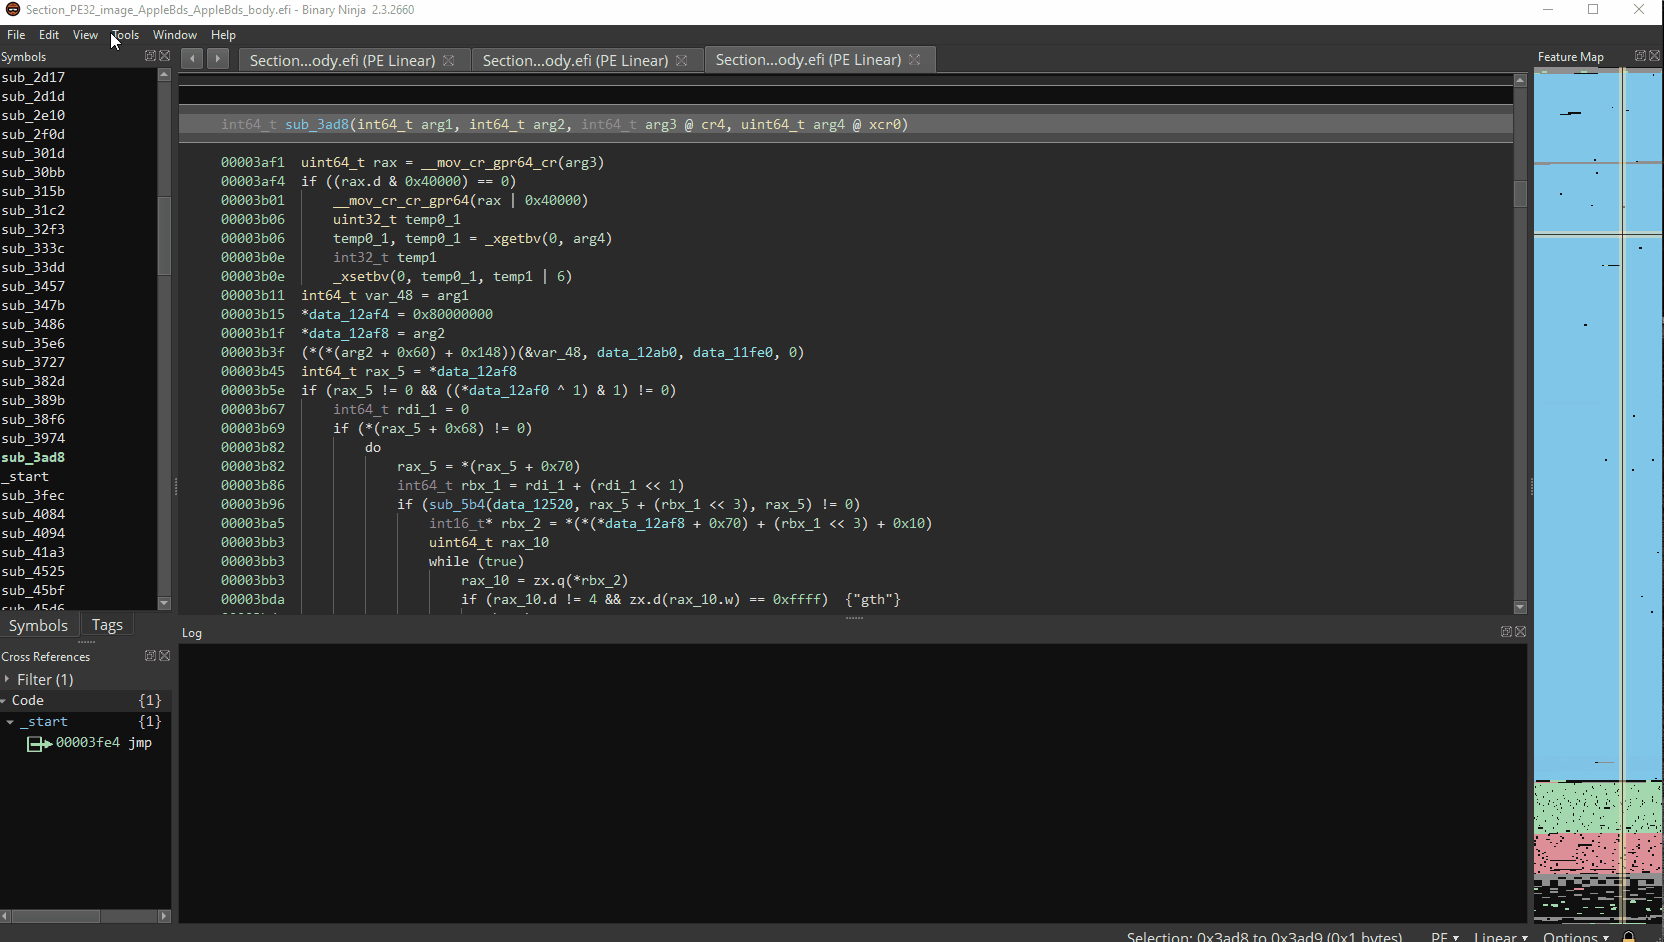 Section_PE32_image_AppleBds_AppleBds_body.efi - Binary Ninja 2.3.2660
File Edit View Tools Window Help
Symbols
sub_2d17
sub_2d1d
sub_2e10
sub_2f0d
sub_301d
sub_30bb
sub_315b
sub_31c2
sub_32f3
sub_333c
sub_33dd
sub_3457
sub_347b
sub_3486
sub_35e6
sub_3727
sub_382d
sub_389b
sub_38f6
sub_3974
sub_3ad8
_start
sub_3fec
sub_4084
sub_4094
sub_41a3
sub_4525
sub_45bf
sub_45d6
Symbols Tags
Cross References
Filter (1)
Code {1}
_start {1}
00003fe4 jmp
Section...ody.efi (PE Linear) Section...ody.efi (PE Linear) Section...ody.efi (PE Linear)
int64_t sub_3ad8(int64_t arg1, int64_t arg2, int64_t arg3 @ cr4, uint64_t arg4 @ xcr0)
00003af1 uint64_t rax = __mov_cr_gpr64_cr(arg3)
00003af4 if ((rax.d & 0x40000) == 0)
00003b01 __mov_cr_cr_gpr64(rax | 0x40000)
00003b06 uint32_t temp0_1
00003b06 temp0_1, temp0_1 = _xgetbv(0, arg4)
00003b0e int32_t temp1
00003b0e _xsetbv(0, temp0_1, temp1 | 6)
00003b11 int64_t var_48 = arg1
00003b15 *data_12af4 = 0x80000000
00003b1f *data_12af8 = arg2
00003b3f (*(*(arg2 + 0x60) + 0x148))(&var_48, data_12ab0, data_11fe0, 0)
00003b45 int64_t rax_5 = *data_12af8
00003b5e if (rax_5 != 0 && ((*data_12af0 ^ 1) & 1) != 0)
00003b67 int64_t rdi_1 = 0
00003b69 if (*(rax_5 + 0x68) != 0)
00003b82 do
00003b82 rax_5 = *(rax_5 + 0x70)
00003b86 int64_t rbx_1 = rdi_1 + (rdi_1 << 1)
00003b96 if (sub_5b4(data_12520, rax_5 + (rbx_1 << 3), rax_5) != 0)
00003ba5 int16_t* rbx_2 = *(*(*data_12af8 + 0x70) + (rbx_1 << 3) + 0x10)
00003bb3 uint64_t rax_10
00003bb3 while (true)
00003bb3 rax_10 = zx.q(*rbx_2)
00003bda if (rax_10.d != 4 && zx.d(rax_10.w) == 0xffff) {"gth"}
Log
Feature Map
Selection: 0x3ad8 to 0x3ad9 (0x1 bytes) PE Linear Options